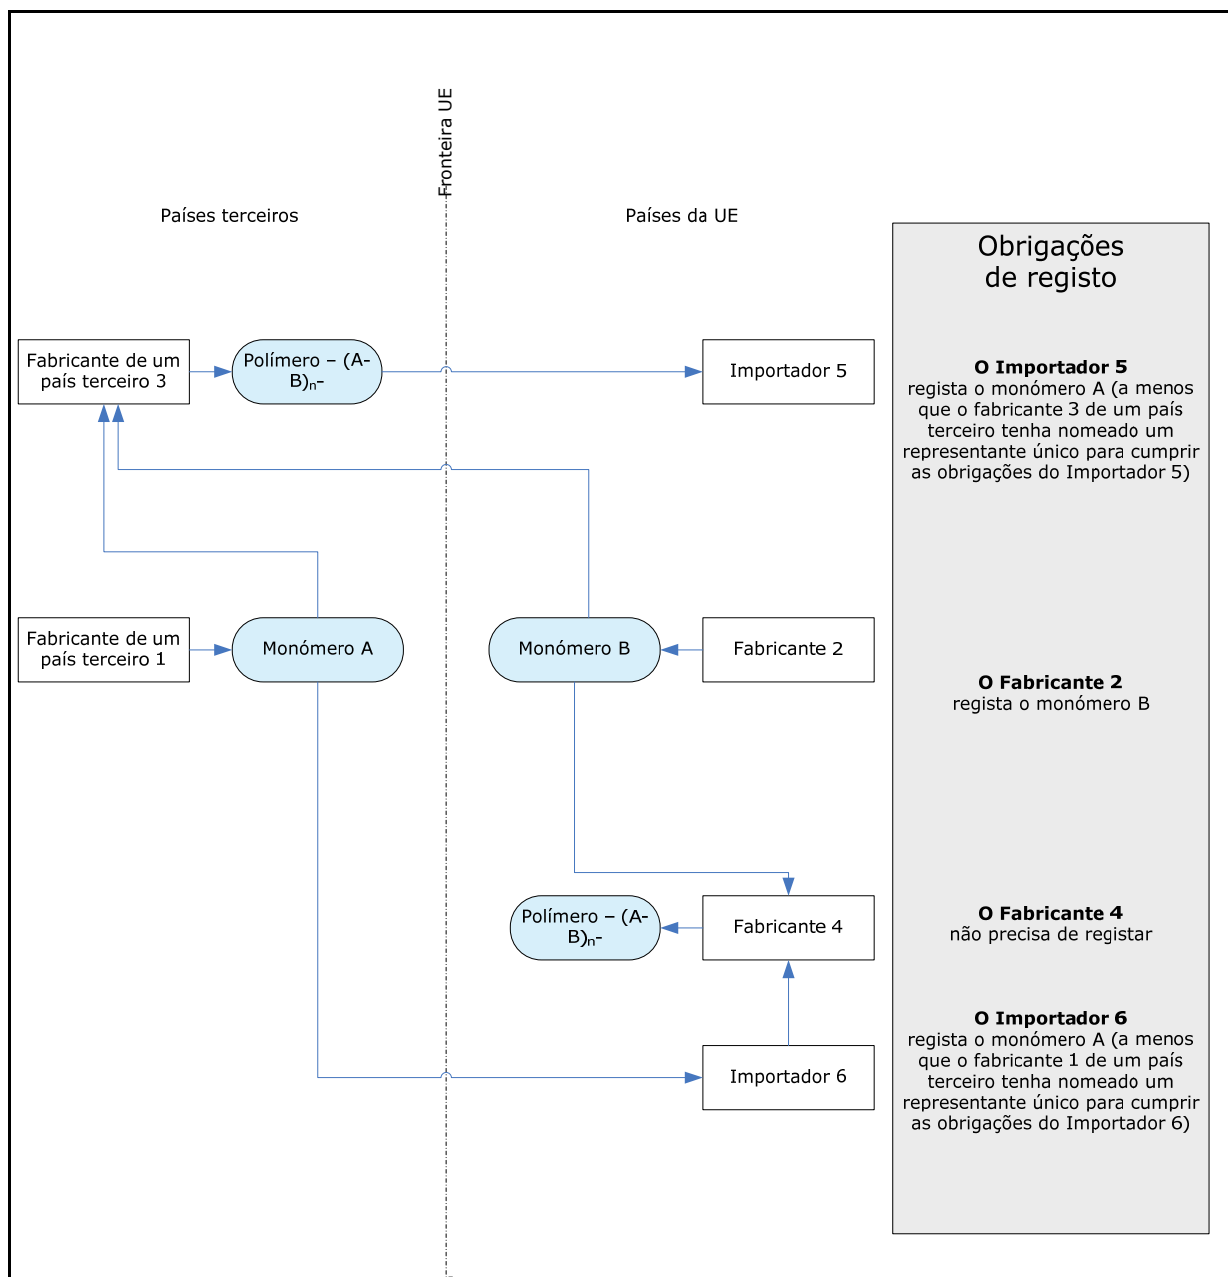 Fronteira UE
Países terceiros
Países da UE
Obrigações
de registo
Fabricante de um
país terceiro 3
Polímero – (A-
B)n-
Importador 5
O Importador 5
regista o monómero A (a menos
que o fabricante 3 de um país
terceiro tenha nomeado um
representante único para cumprir
as obrigações do Importador 5)
Fabricante de um
país terceiro 1
Monómero A
Monómero B
Fabricante 2
O Fabricante 2
regista o monómero B
Polímero – (A-
B)n-
Fabricante 4
O Fabricante 4
não precisa de registar
Importador 6
O Importador 6
regista o monómero A (a menos
que o fabricante 1 de um país
terceiro tenha nomeado um
representante único para cumprir
as obrigações do Importador 6)